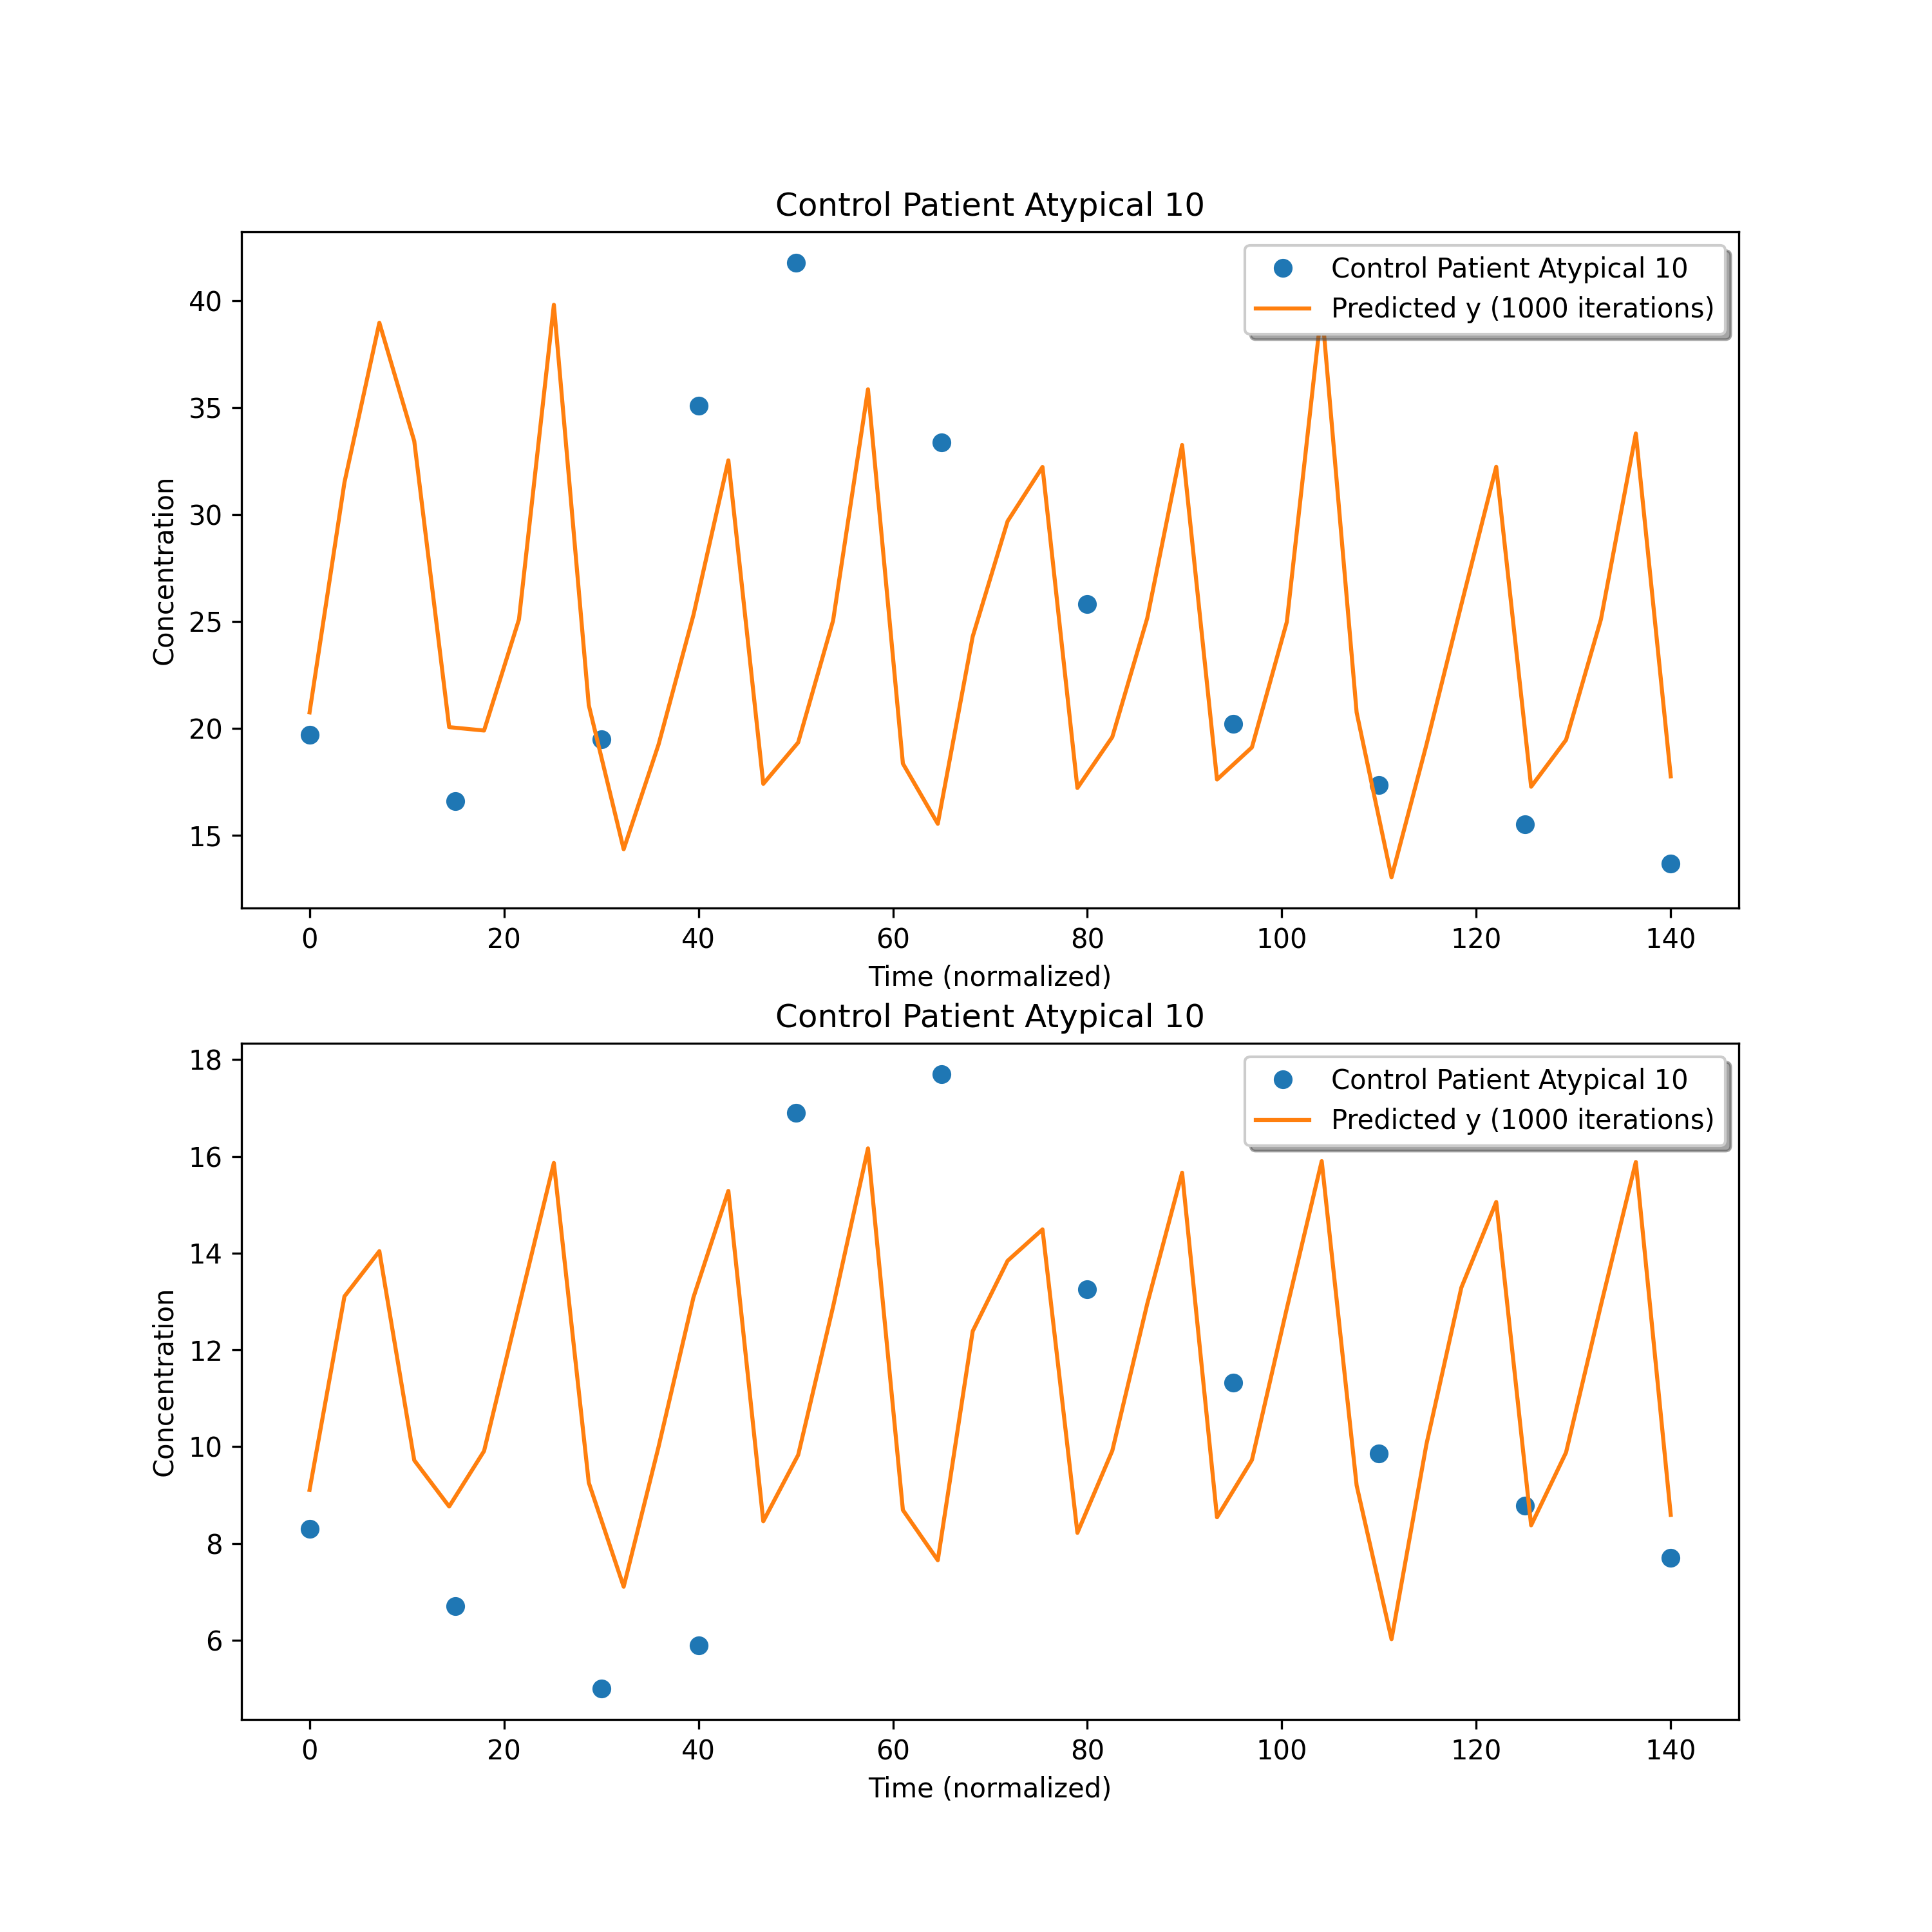 Control Patient Atypical 10
Control Patient Atypical 10
Predicted y (1000 iterations)
40
35
30
25
20
15
Concentration
0 20 40 60 80 100 120 140
Time (normalized)
Control Patient Atypical 10
Control Patient Atypical 10
Predicted y (1000 iterations)
18
16
14
12
10
8
6
Concentration
0 20 40 60 80 100 120 140
Time (normalized)